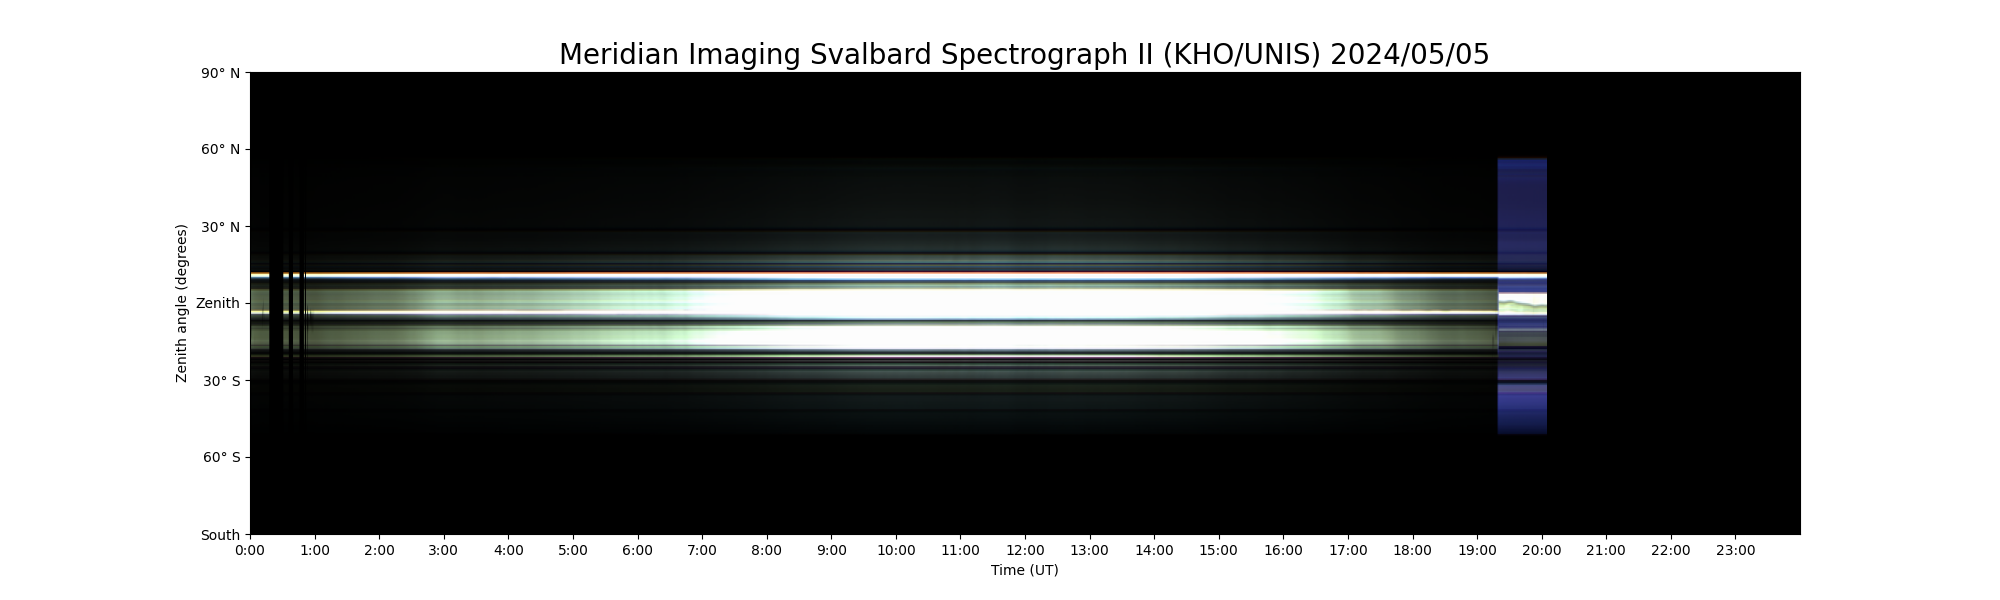 Meridian Imaging Svalbard Spectrograph II (KHO/UNIS) 2024/05/05
90° N
60° N
30° N
Zenith
30° S
60° S
South
Zenith angle (degrees)
0:00 1:00 2:00 3:00 4:00 5:00 6:00 7:00 8:00 9:00 10:00 11:00 12:00 13:00 14:00 15:00 16:00 17:00 18:00 19:00 20:00 21:00 22:00 23:00
Time (UT)